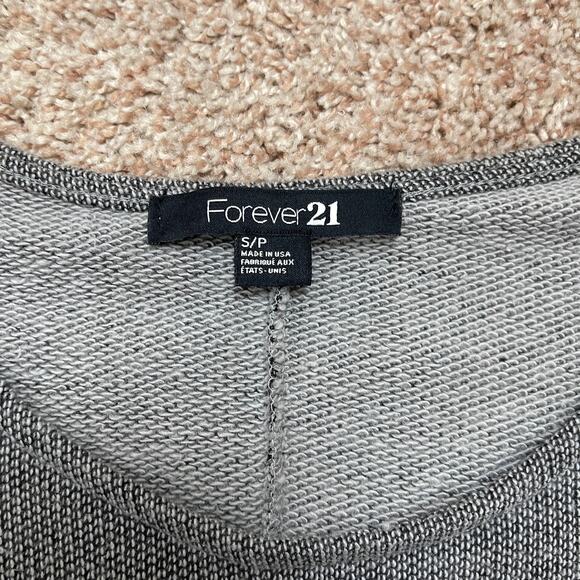 Forever21
S/P
MADE IN USA
FABRIQUÉ AUX
ÉTATS-UNIS